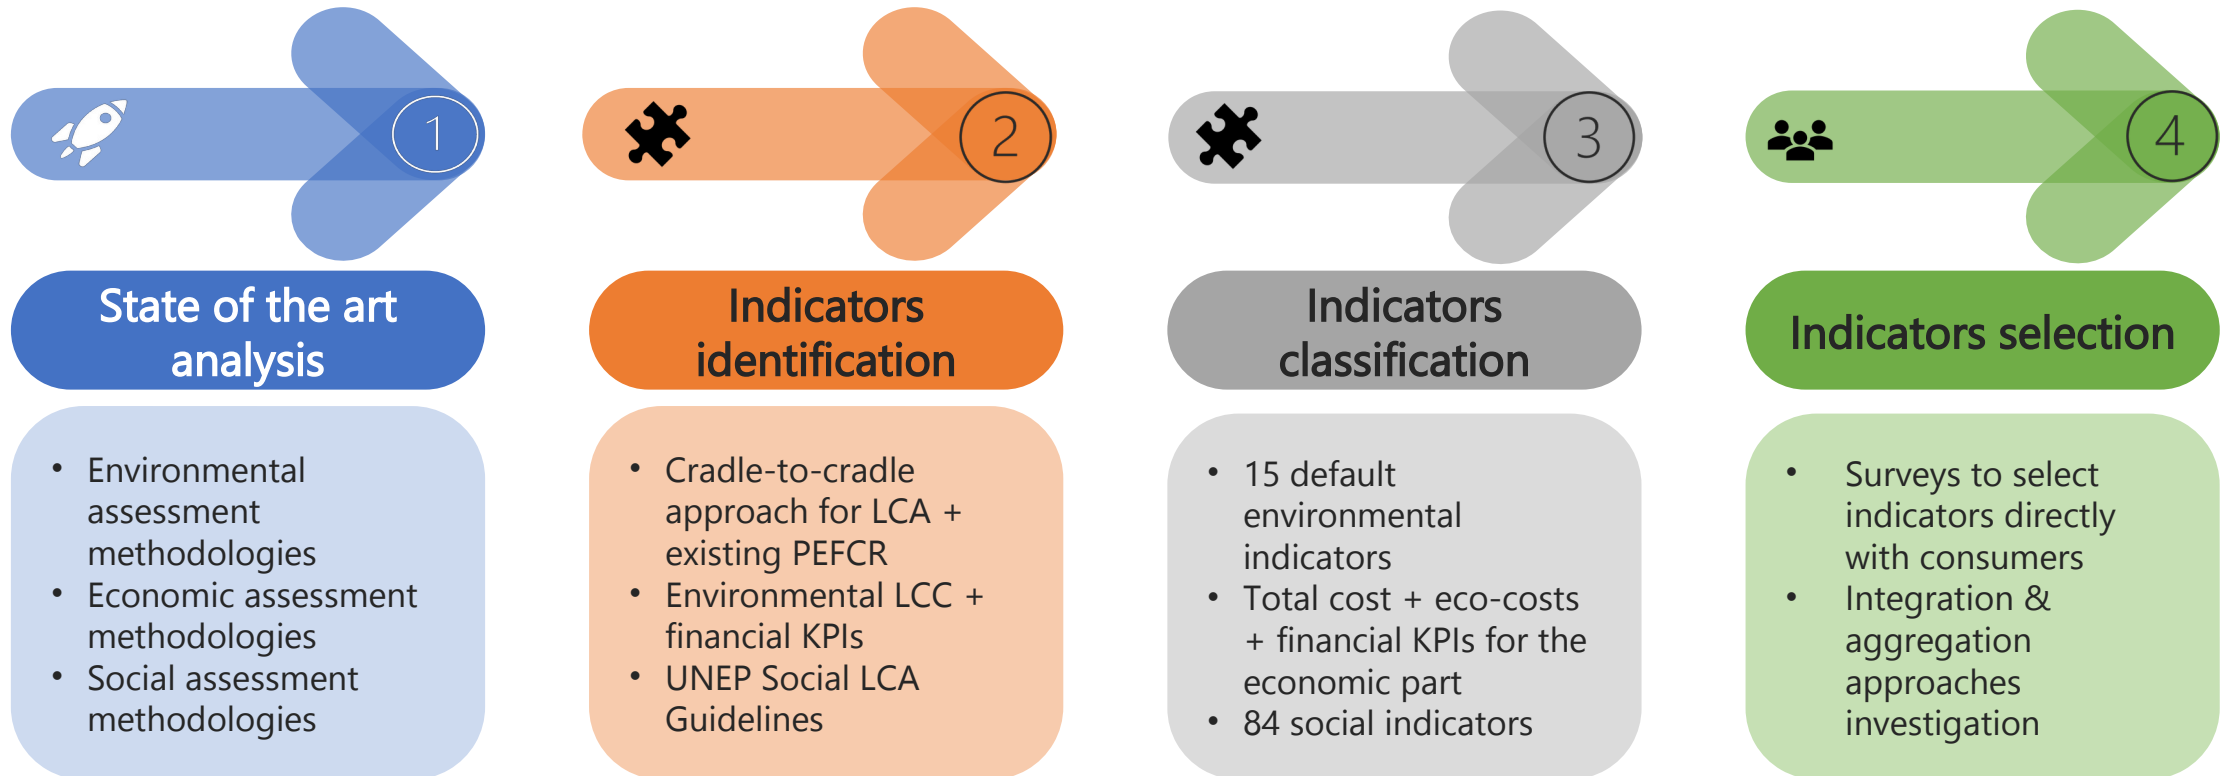 1
State of the art
analysis
• Environmental
assessment
methodologies
• Economic assessment
methodologies
• Social assessment
methodologies
2
Indicators
identification
• Cradle-to-cradle
approach for LCA +
existing PEFCR
• Environmental LCC +
financial KPIs
• UNEP Social LCA
Guidelines
3
Indicators
classification
• 15 default
environmental
indicators
• Total cost + eco-costs
+ financial KPIs for the
economic part
• 84 social indicators
4
Indicators selection
• Surveys to select
indicators directly
with consumers
• Integration &
aggregation
approaches
investigation